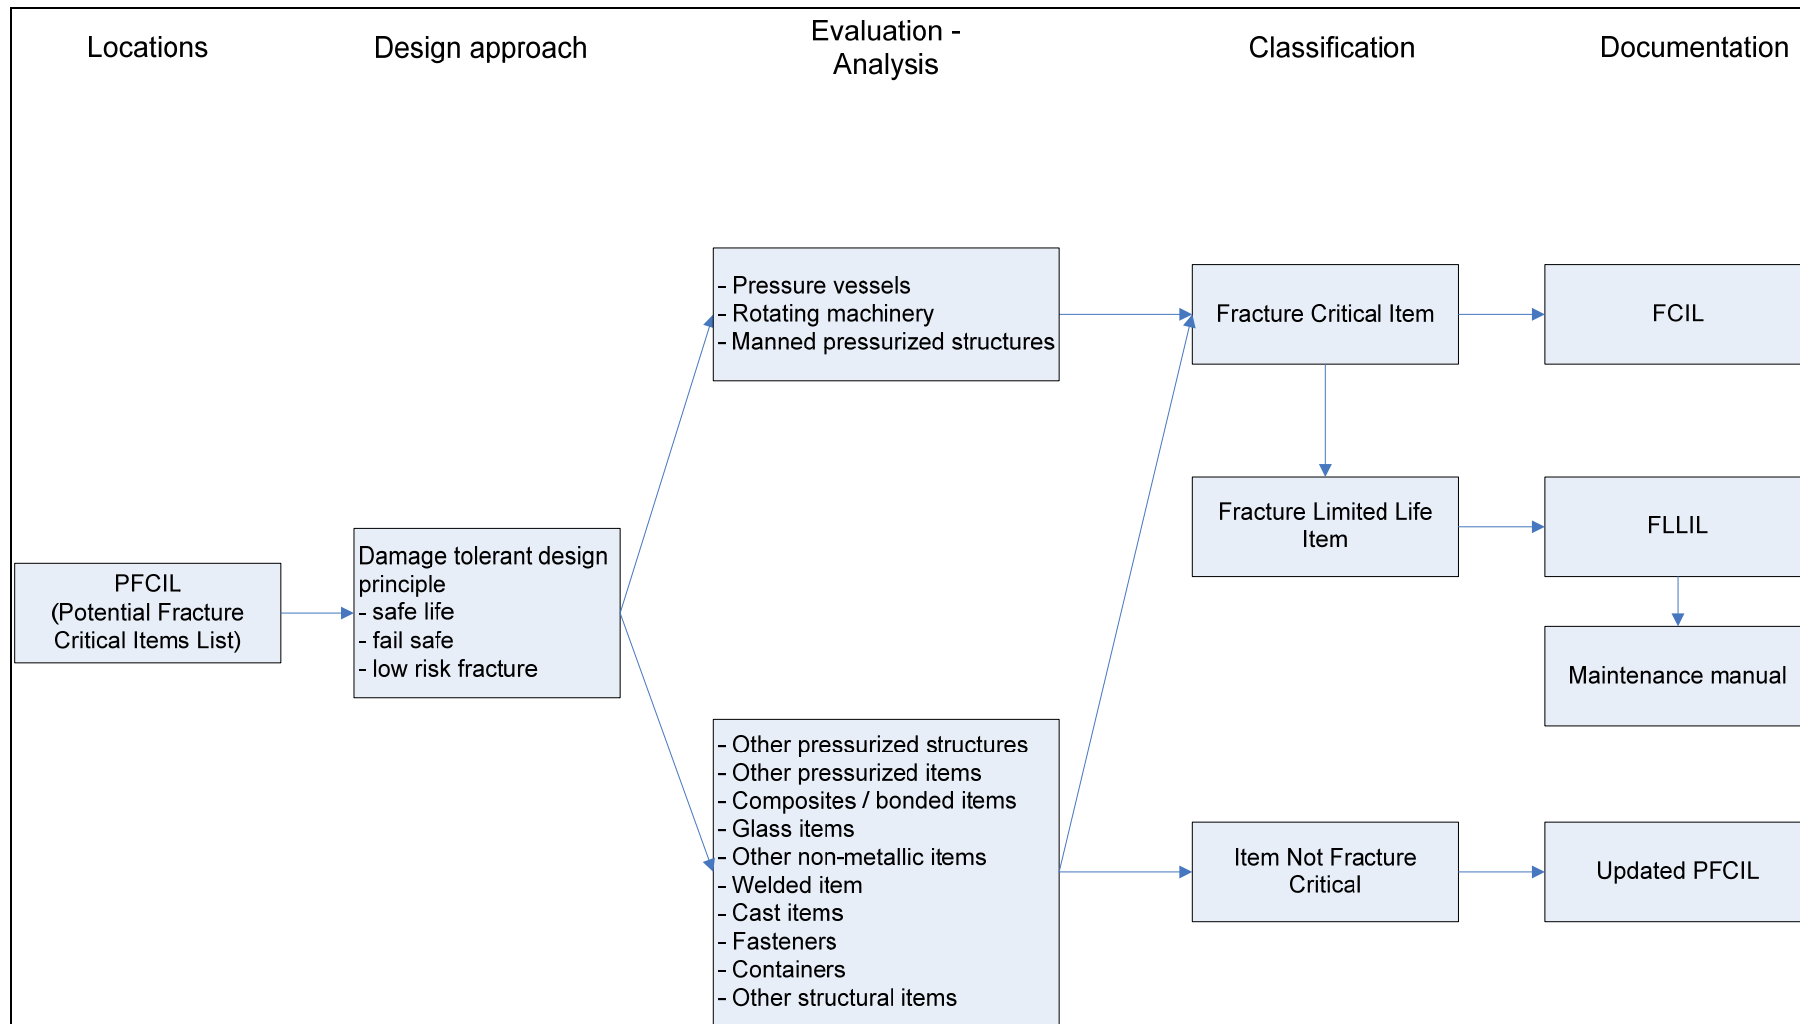 Locations
Design approach
Evaluation -
Analysis
Classification
Documentation
PFCIL
(Potential Fracture
Critical Items List)
Damage tolerant design
principle
- safe life
- fail safe
- low risk fracture
- Pressure vessels
- Rotating machinery
- Manned pressurized structures
- Other pressurized structures
- Other pressurized items
- Composites / bonded items
- Glass items
- Other non-metallic items
- Welded item
- Cast items
- Fasteners
- Containers
- Other structural items
Fracture Critical Item
Fracture Limited Life
Item
Item Not Fracture
Critical
FCIL
FLLIL
Maintenance manual
Updated PFCIL